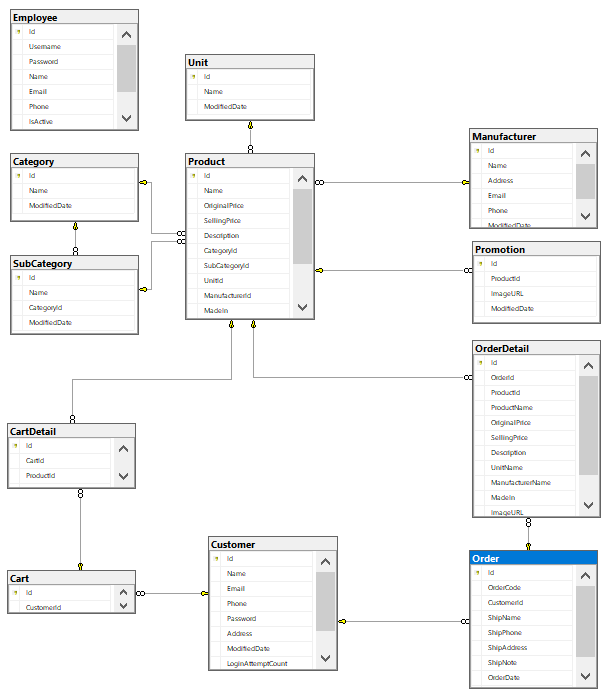 Employee
Id
Username
Password
Name
Email
Phone
IsActive
Unit
Id
Name
ModifiedDate
Manufacturer
Id
Name
Address
Email
Phone
ModifiedDate
Category
Id
Name
ModifiedDate
Product
Id
Name
OriginalPrice
SellingPrice
Description
CategoryId
SubCategoryId
UnitId
ManufacturerId
MadeIn
SubCategory
Id
Name
CategoryId
ModifiedDate
Promotion
Id
ProductId
ImageURL
ModifiedDate
OrderDetail
Id
OrderId
ProductId
ProductName
OriginalPrice
SellingPrice
Description
UnitName
ManufacturerName
MadeIn
ImageURL
CartDetail
Id
CartId
ProductId
Cart
Id
CustomerId
Customer
Id
Name
Email
Phone
Password
Address
ModifiedDate
LoginAttemptCount
Order
Id
OrderCode
CustomerId
ShipName
ShipPhone
ShipAddress
ShipNote
OrderDate